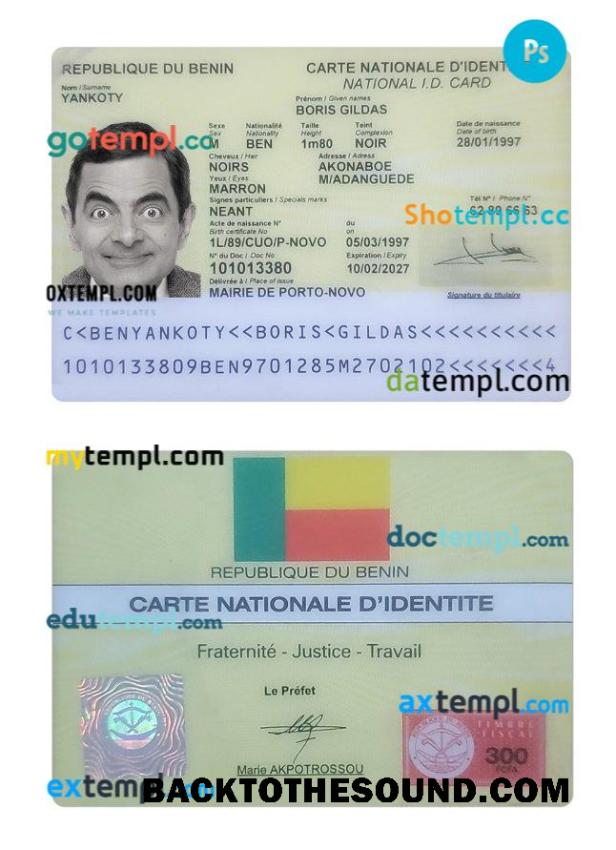 Ps
REPUBLIQUE DU BENIN
CARTE NATIONALE D'IDENT
NATIONAL I.D. CARD
Nom / Surname
YANKOTY
Prénom / Given names
BORIS GILDAS
gotempl.co
Sexe Nationalité Taille Teint Date de naissance
Sex Nationality Height Complexion Date of birth
M BEN 1m80 NOIR 28/01/1997
Cheveux / Her Adresse / Adress
NOIRS AKONABOE
Yeux / Eyes M/ADANGUEDE
MARRON
Signes particuliers / Specials marks Tél N° / Phone N°
NEANT
Shotempl.cc
Acte de naissance N° du
Birth certificate No on
1L/89/CUO/P-NOVO 05/03/1997
N° du Doc / Doc No Expiration / Expiry
101013380 10/02/2027
Délivrée à / Place of issue
MAIRIE DE PORTO-NOVO
Signature du titulaire
OXTEMPL.COM
WE MAKE TEMPLATES
C<BENYANKOTY<<BORIS<GILDAS<<<<<<<<<<
1010133809BEN9701285M2702102<<<<<<<4
datempl.com
mytempl.com
doctempl.com
REPUBLIQUE DU BENIN
CARTE NATIONALE D'IDENTITE
edutempl.com
Fraternité - Justice - Travail
Le Préfet
axtempl.com
TIMBRE
FISCAL
300
FCFA
Marie AKPOTROSSOU
extempl
BACKTOTHESOUND.COM